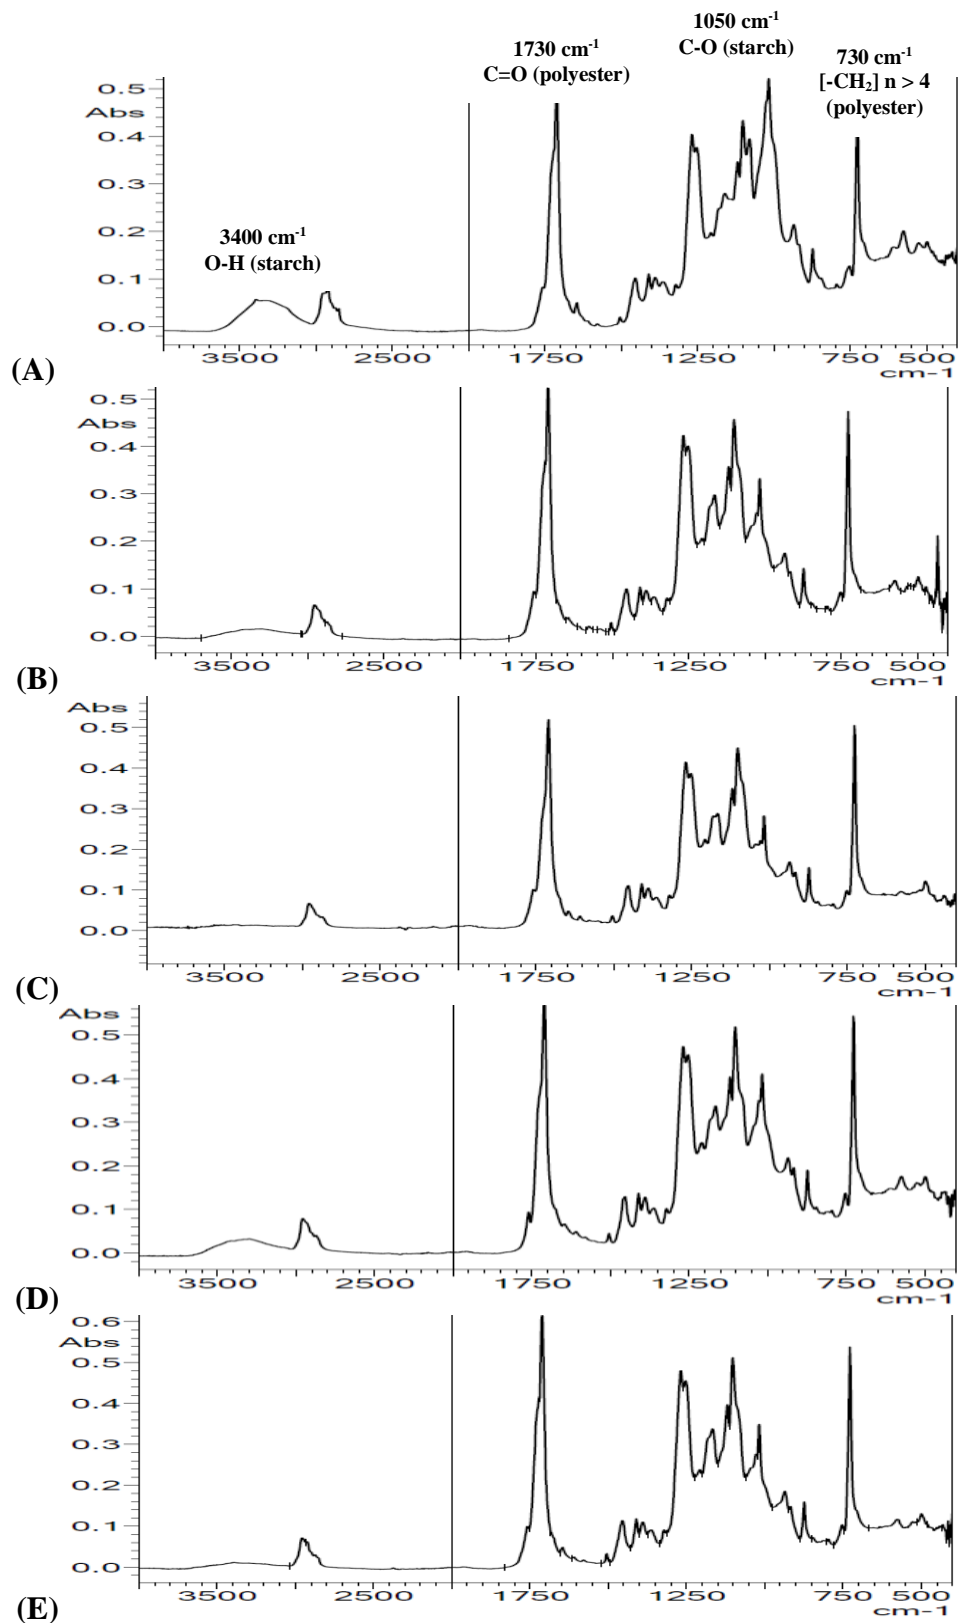 1050 cm-1
C-O (starch)
1730 cm-1
C=O (polyester)
730 cm-1
[-CH2] n > 4
(polyester)
3400 cm-1
O-H (starch)
0.5
Abs
0.4
0.3
0.2
0.1
0.0
3500 2500 1750 1250 750 500
cm-1
(A)
0.5
Abs
0.4
0.3
0.2
0.1
0.0
3500 2500 1750 1250 750 500
cm-1
(B)
Abs
0.5
0.4
0.3
0.2
0.1
0.0
3500 2500 1750 1250 750 500
cm-1
(C)
Abs
0.5
0.4
0.3
0.2
0.1
0.0
3500 2500 1750 1250 750 500
cm-1
(D)
0.6
Abs
0.5
0.4
0.3
0.2
0.1
0.0
3500 2500 1750 1250 750 500
cm-1
(E)